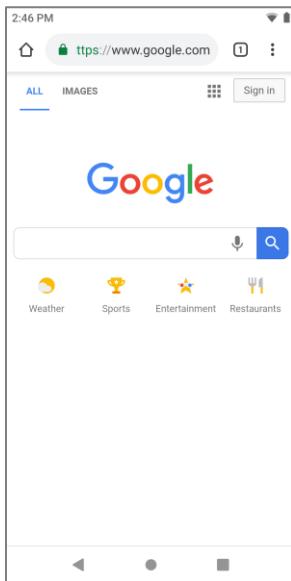 2:46 PM
ttps://www.google.com 1
ALL IMAGES Sign in
Google
Weather Sports Entertainment Restaurants